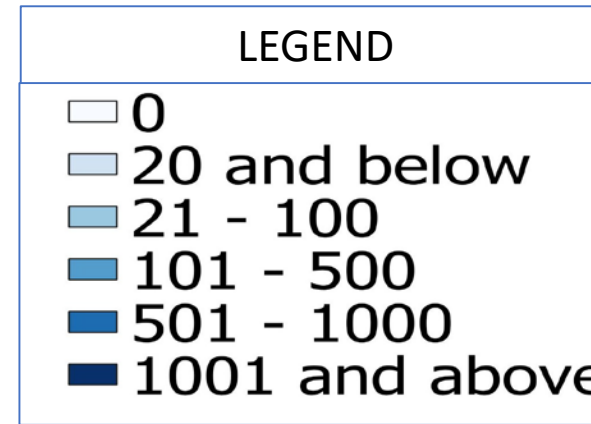 LEGEND
0
20 and below
21 - 100
101 - 500
501 - 1000
1001 and above